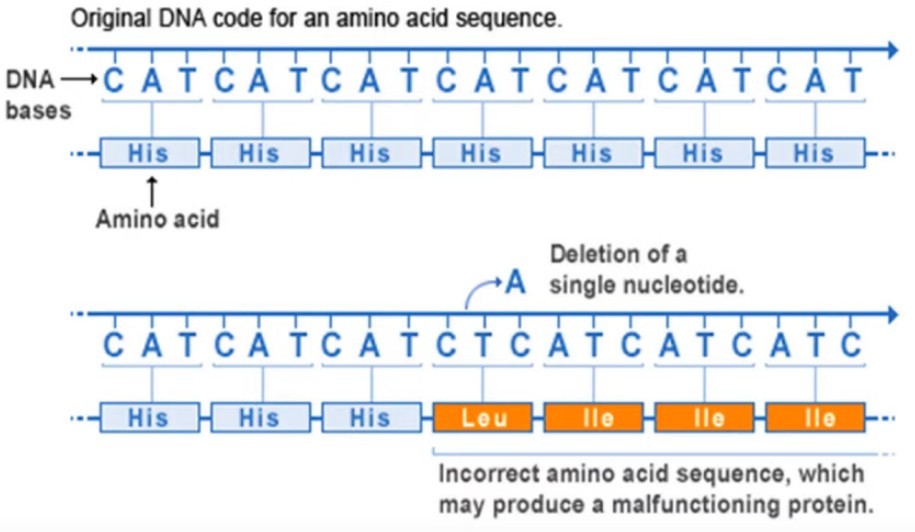 Original DNA code for an amino acid sequence.
DNA bases
C A T C A T C A T C A T C A T C A T C A T
His His His His His His His
Amino acid
A
Deletion of a
single nucleotide.
C A T C A T C A T C T C A T C A T C A T C
His His His Leu Ile Ile Ile
Incorrect amino acid sequence, which
may produce a malfunctioning protein.